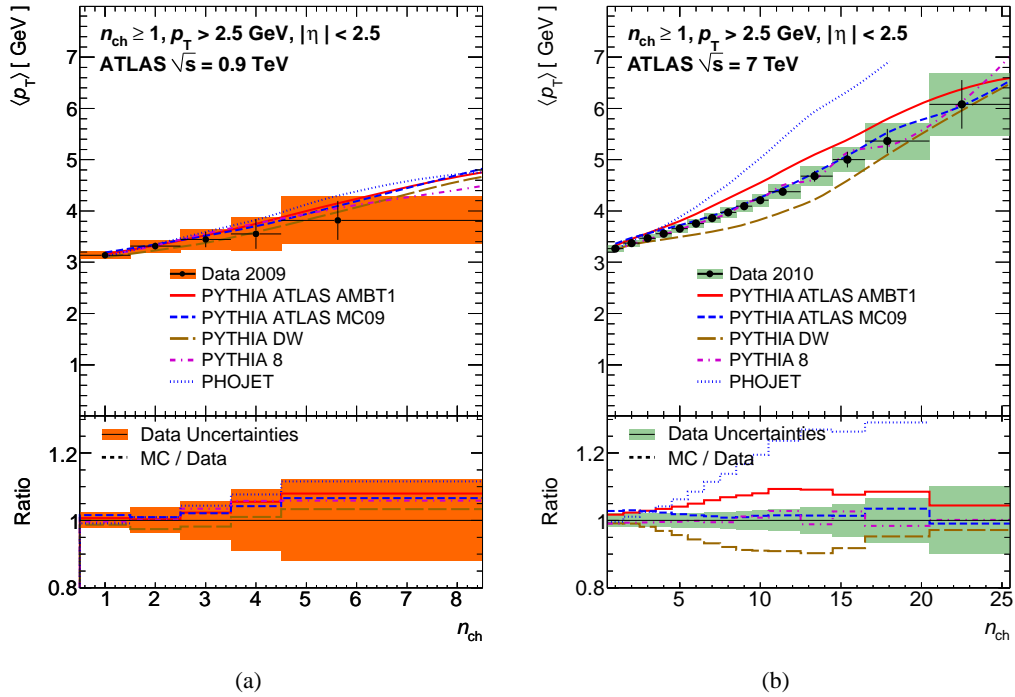 ⟨p_T⟩ [ GeV ]
n_ch ≥ 1, p_T > 2.5 GeV, | η | < 2.5
ATLAS √s = 0.9 TeV
7
6
5
4
3
2
1
Data 2009
PYTHIA ATLAS AMBT1
PYTHIA ATLAS MC09
PYTHIA DW
PYTHIA 8
PHOJET
Ratio
1.2
1
0.8
Data Uncertainties
MC / Data
1 2 3 4 5 6 7 8
n_ch
(a)
⟨p_T⟩ [ GeV ]
n_ch ≥ 1, p_T > 2.5 GeV, | η | < 2.5
ATLAS √s = 7 TeV
7
6
5
4
3
2
1
Data 2010
PYTHIA ATLAS AMBT1
PYTHIA ATLAS MC09
PYTHIA DW
PYTHIA 8
PHOJET
Ratio
1.2
1
0.8
Data Uncertainties
MC / Data
5 10 15 20 25
n_ch
(b)